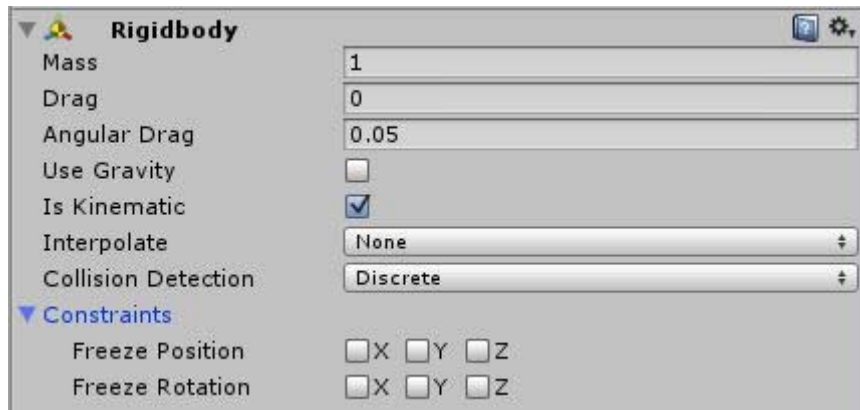 Rigidbody
Mass 1
Drag 0
Angular Drag 0.05
Use Gravity
Is Kinematic
Interpolate None
Collision Detection Discrete
Constraints
Freeze Position X Y Z
Freeze Rotation X Y Z